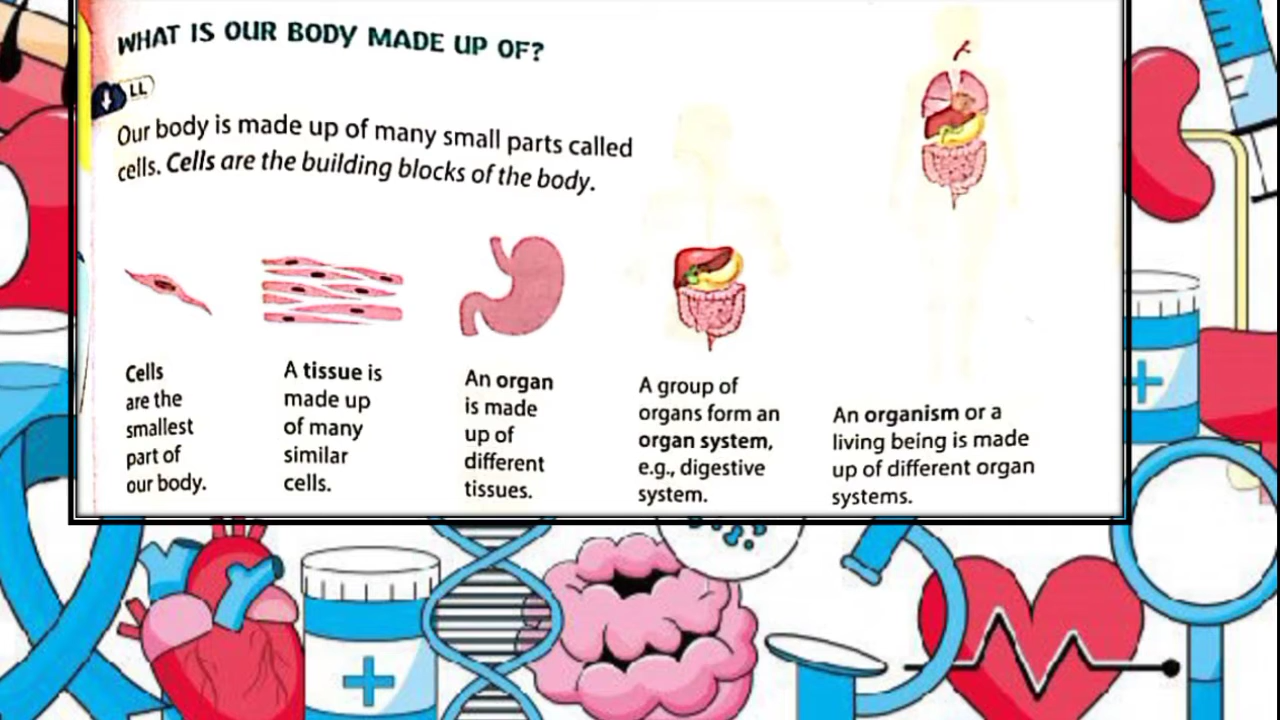 WHAT IS OUR BODY MADE UP OF?
LL
Our body is made up of many small parts called
cells. Cells are the building blocks of the body.
Cells
are the
smallest
part of
our body.
A tissue is
made up
of many
similar
cells.
An organ
is made
up of
different
tissues.
A group of
organs form an
organ system,
e.g., digestive
system.
An organism or a
living being is made
up of different organ
systems.